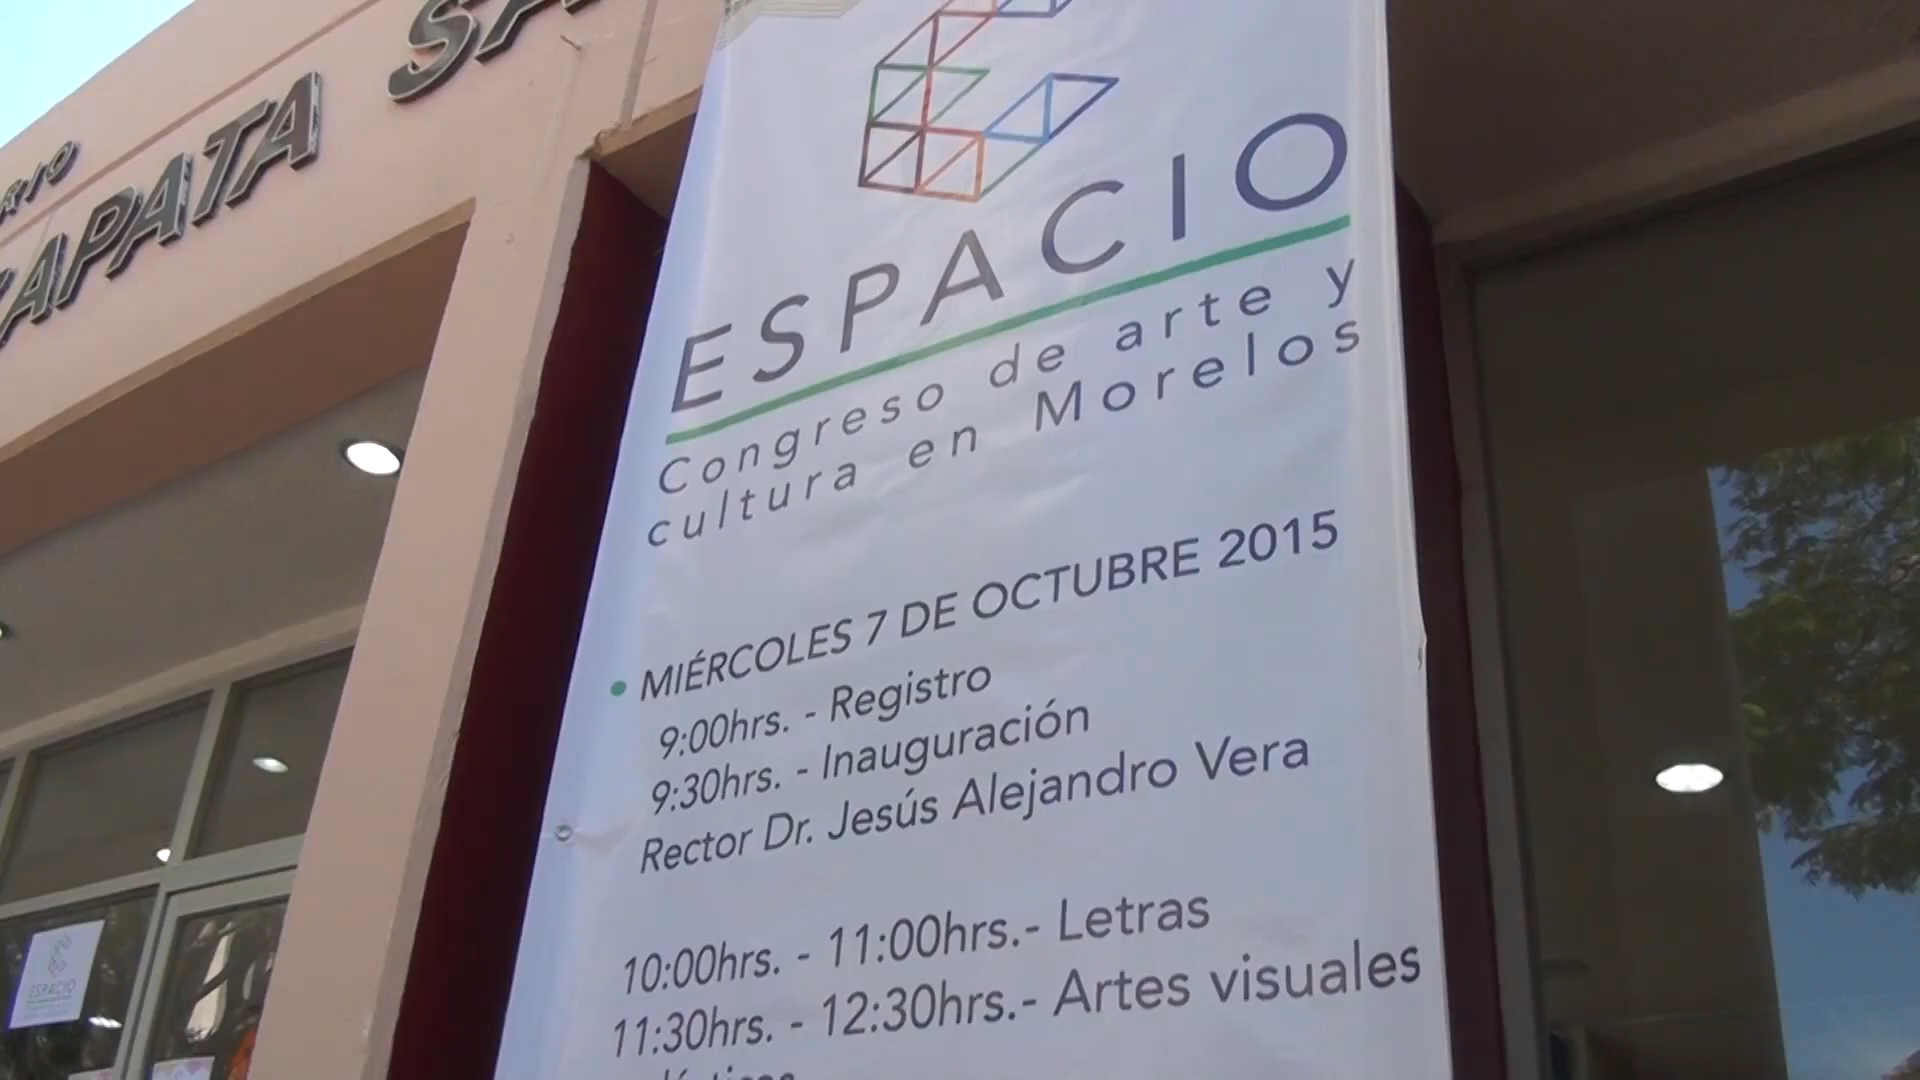 ZAPATA
ESPACIO
Congreso de arte y
cultura en Morelos
• MIÉRCOLES 7 DE OCTUBRE 2015
9:00hrs. - Registro
9:30hrs. - Inauguración
Rector Dr. Jesús Alejandro Vera
10:00hrs. - 11:00hrs.- Letras
11:30hrs. - 12:30hrs.- Artes visuales
ESPACIO